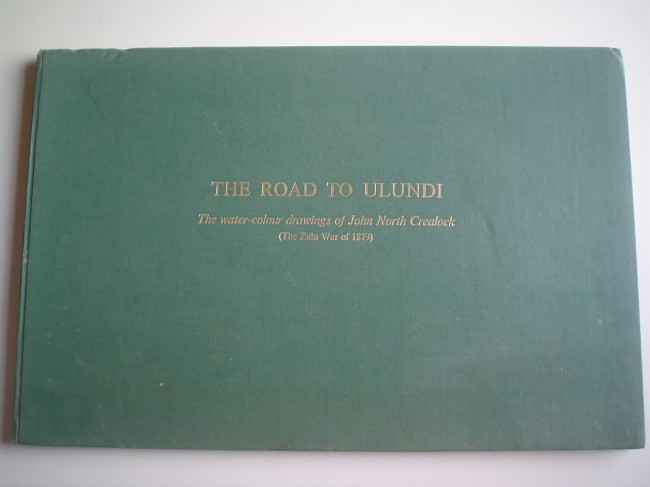 THE ROAD TO ULUNDI
The water-colour drawings of John North Crealock
(The Zulu War of 1879)